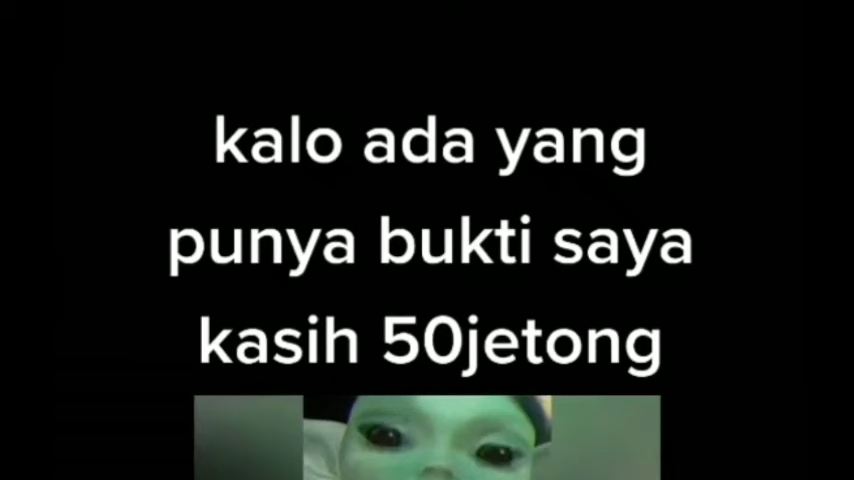 kalo ada yang
punya bukti saya
kasih 50jetong